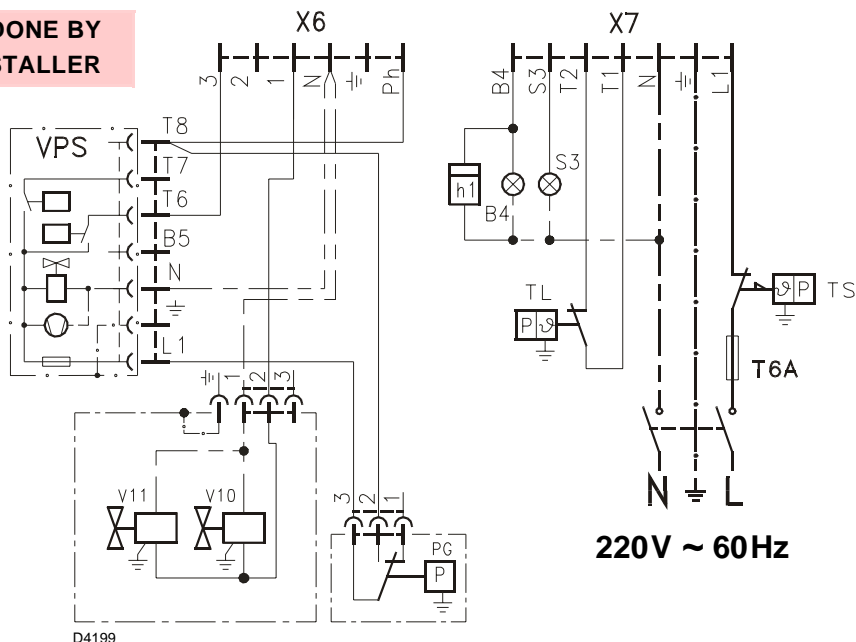 DONE BY
STALLER
X6
X7
3
2
1
N
Ph
B4
S3
T2
T1
N
L1
VPS
T8
T7
T6
B5
N
L1
h1
B4
S3
TL
P ϑ
ϑ P
TS
T6A
1
2
3
V11
V10
3
2
1
PG
P
N
L
220V ~ 60Hz
D4199